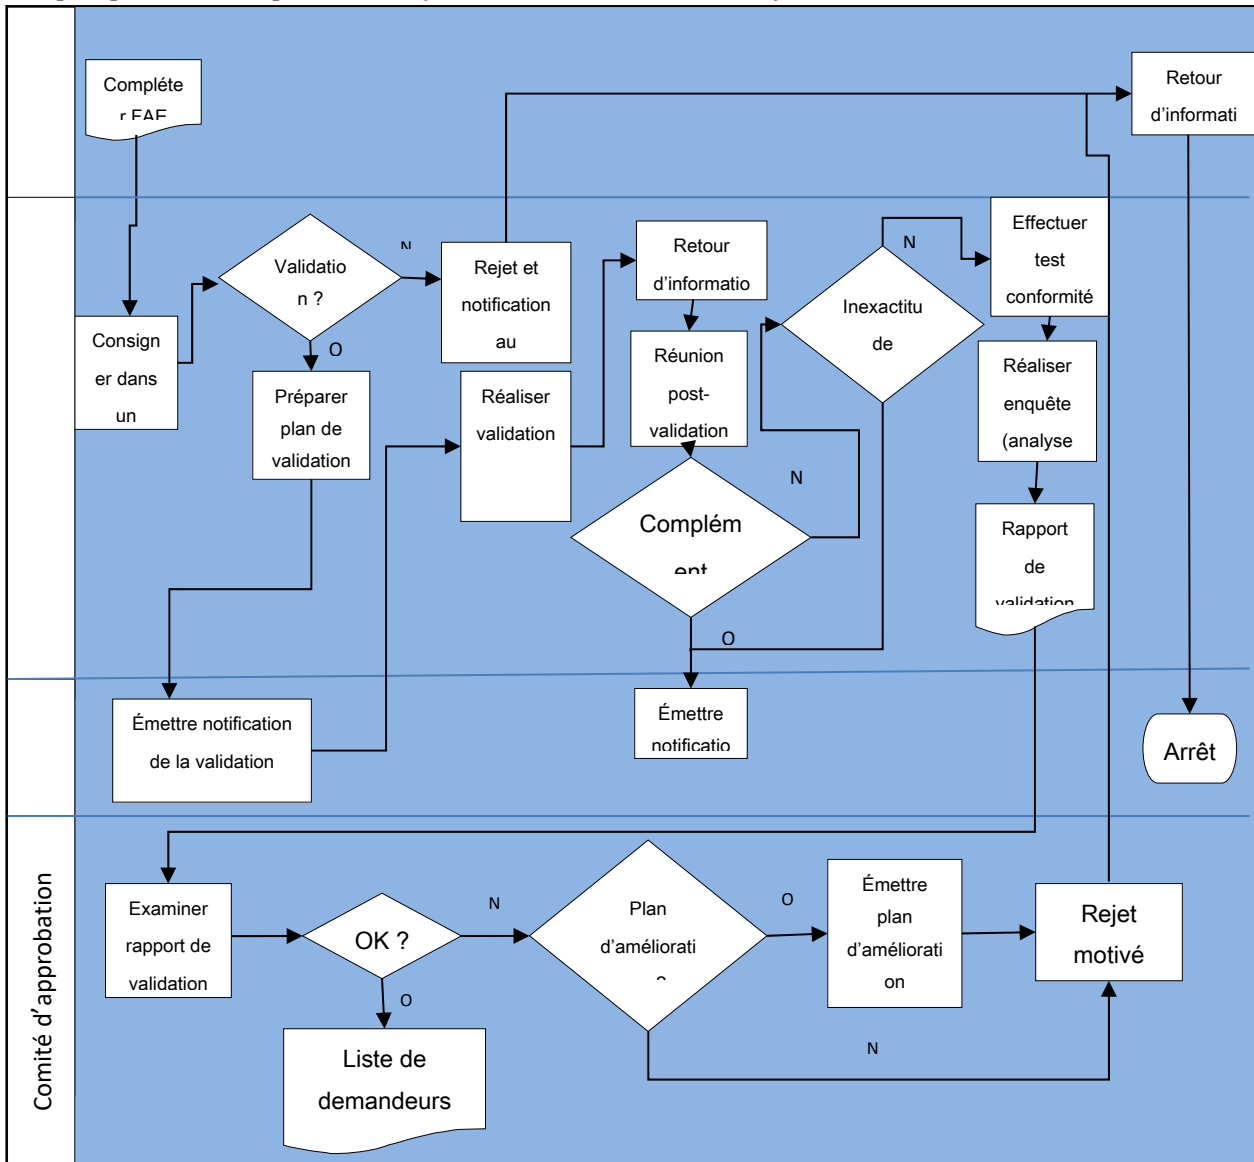 Compléte
r FAE
Retour
d'informati
Consign
er dans
un
Validatio
n ?
N
O
Rejet et
notification
au
Préparer
plan de
validation
Réaliser
validation
Retour
d'informatio
Réunion
post-
validation
Complém
ent
N
O
Inexactitu
de
N
Effectuer
test
conformité
Réaliser
enquête
(analyse
Rapport
de
validation
Émettre notification
de la validation
Émettre
notificatio
Arrêt
Comité d'approbation
Examiner
rapport de
validation
OK ?
N
O
Liste de
demandeurs
Plan
d'améliorati
O
N
Émettre
plan
d'améliorati
on
Rejet
motivé